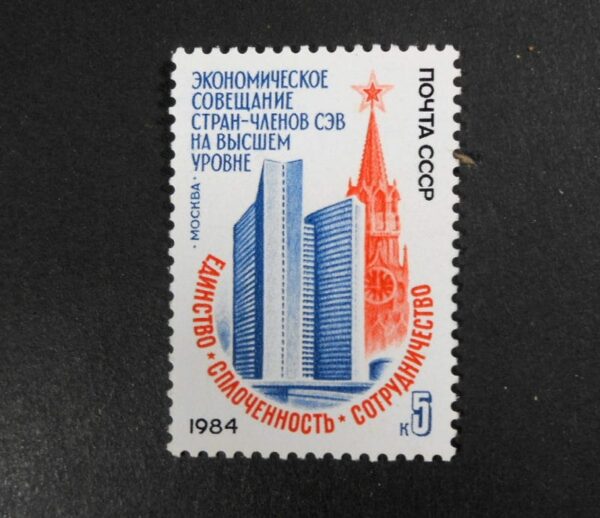 ЭКОНОМИЧЕСКОЕ
СОВЕЩАНИЕ
СТРАН-ЧЛЕНОВ СЭВ
НА ВЫСШЕМ
УРОВНЕ
• МОСКВА •
ПОЧТА СССР
ЕДИНСТВО ★ СПЛОЧЕННОСТЬ ★ СОТРУДНИЧЕСТВО
1984
к 5